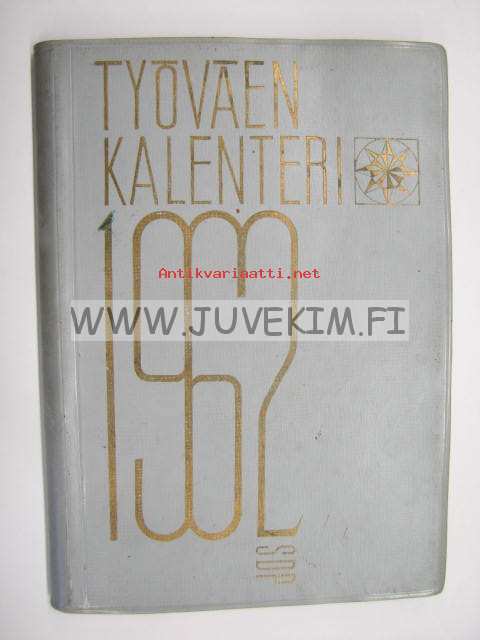 TYÖVÄEN
KALENTERI
1962
SDP
Antikvariaatti.net
WWW.JUVEKIM.FI